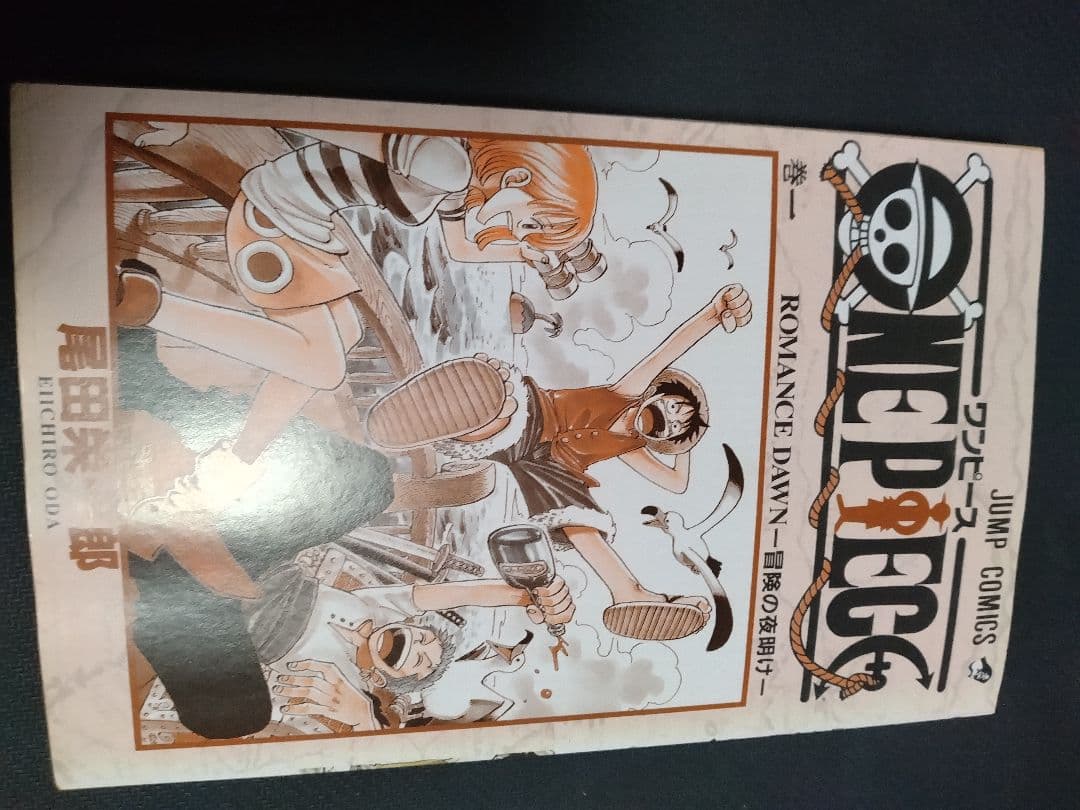 JUMP COMICS
ワンピース
ONE PIECE
巻一
ROMANCE DAWN－冒険の夜明け－
尾田栄一郎
EIICHIRO ODA